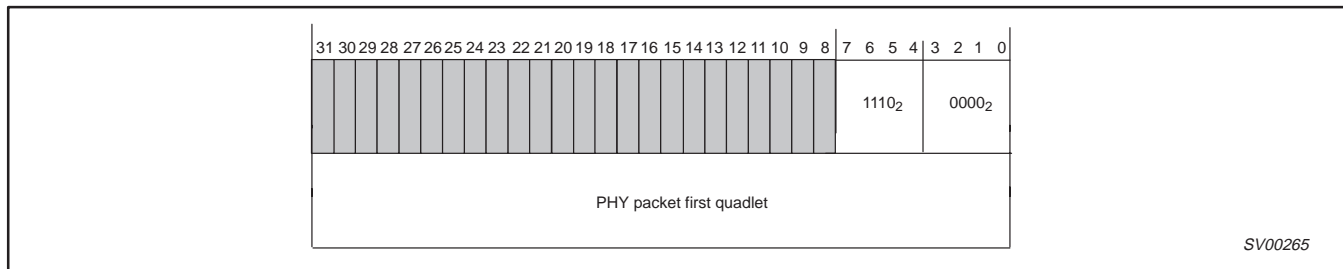 31 30 29 28 27 26 25 24 23 22 21 20 19 18 17 16 15 14 13 12 11 10 9 8 7 6 5 4 3 2 1 0
1110₂ 0000₂
PHY packet first quadlet
SV00265